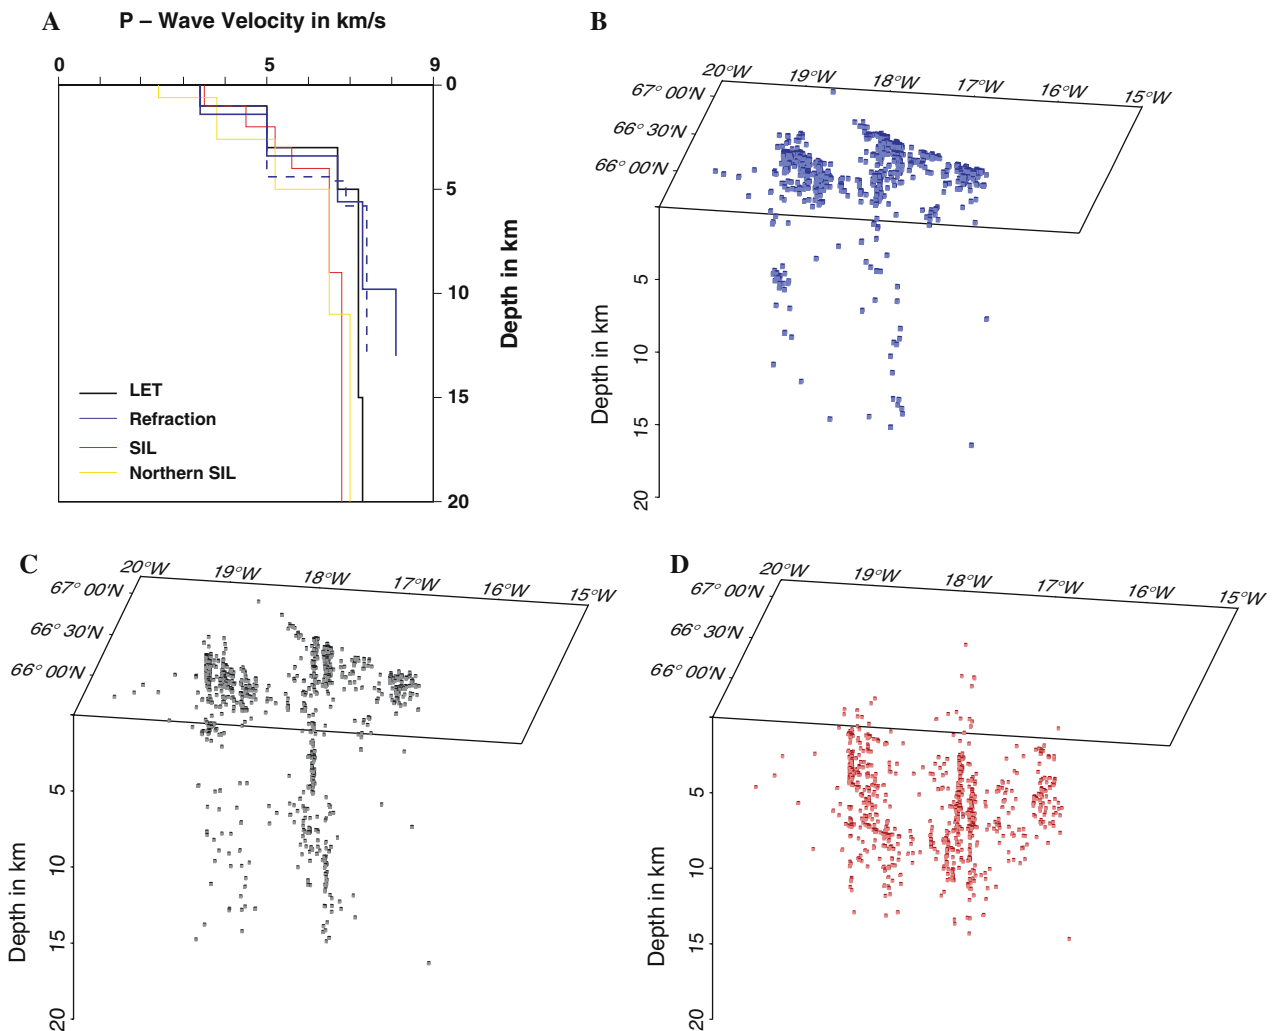 A
P – Wave Velocity in km/s
0
5
9
0
5
10
15
20
Depth in km
LET
Refraction
SIL
Northern SIL
B
20°W
19°W
18°W
17°W
16°W
15°W
67° 00'N
66° 30'N
66° 00'N
5
10
15
20
Depth in km
C
20°W
19°W
18°W
17°W
16°W
15°W
67° 00'N
66° 30'N
66° 00'N
5
10
15
20
Depth in km
D
20°W
19°W
18°W
17°W
16°W
15°W
67° 00'N
66° 30'N
66° 00'N
5
10
15
20
Depth in km